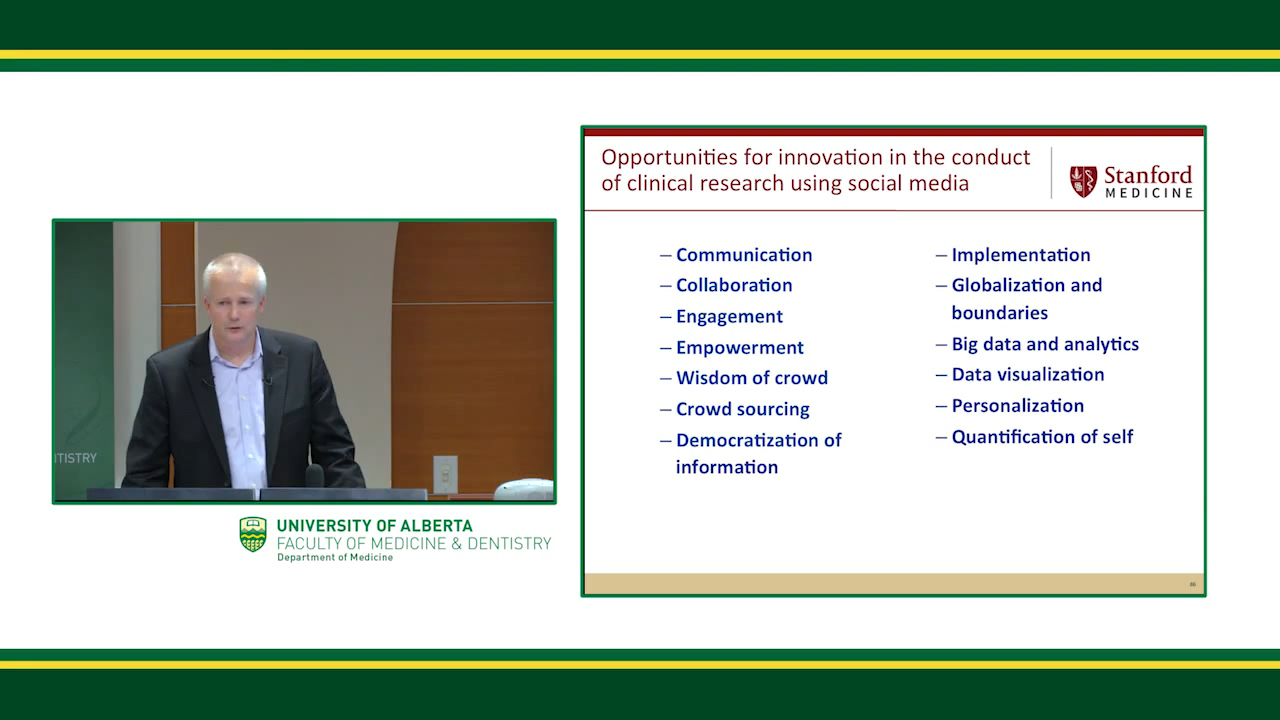 Opportunities for innovation in the conduct
of clinical research using social media
Stanford
MEDICINE
– Communication
– Collaboration
– Engagement
– Empowerment
– Wisdom of crowd
– Crowd sourcing
– Democratization of
information
– Implementation
– Globalization and
boundaries
– Big data and analytics
– Data visualization
– Personalization
– Quantification of self
86
NTISTRY
UNIVERSITY OF ALBERTA
FACULTY OF MEDICINE & DENTISTRY
Department of Medicine